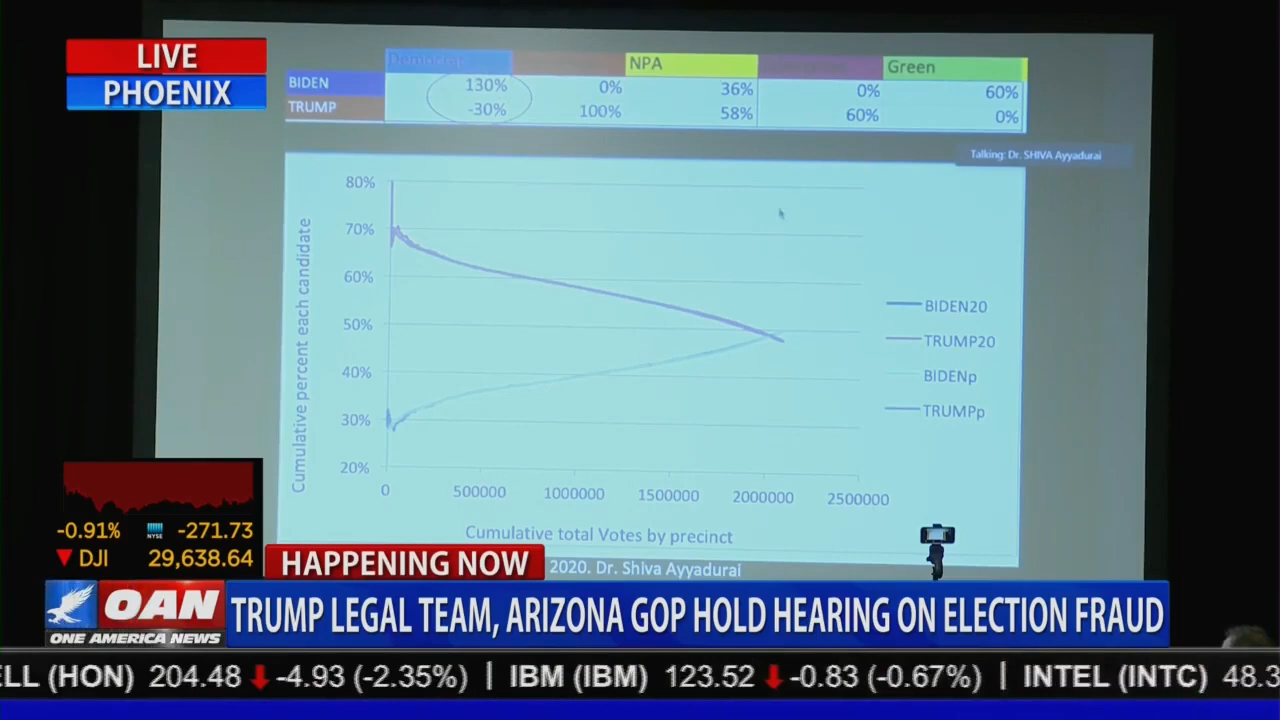 LIVE
PHOENIX
NPA
Green
BIDEN 130% 0% 36% 0% 60%
TRUMP -30% 100% 58% 60% 0%
Talking: Dr. SHIVA Ayyadurai
Cumulative percent each candidate
80%
70%
60%
50%
40%
30%
20%
0 500000 1000000 1500000 2000000 2500000
Cumulative total Votes by precinct
BIDEN20
TRUMP20
BIDENp
TRUMPp
2020. Dr. Shiva Ayyadurai
-0.91% NYSE -271.73
▼ DJI 29,638.64
HAPPENING NOW
OAN
ONE AMERICA NEWS
TRUMP LEGAL TEAM, ARIZONA GOP HOLD HEARING ON ELECTION FRAUD
ELL (HON) 204.48 -4.93 (-2.35%) | IBM (IBM) 123.52 -0.83 (-0.67%) | INTEL (INTC) 48.3